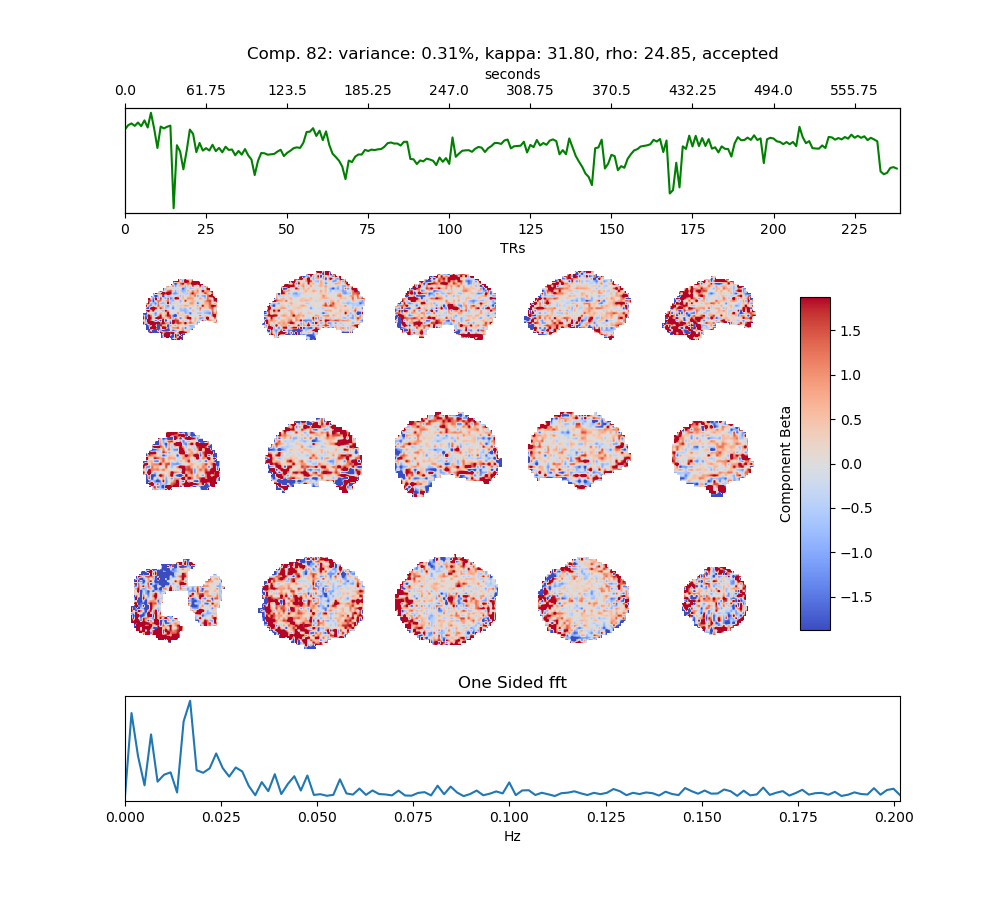 Comp. 82: variance: 0.31%, kappa: 31.80, rho: 24.85, accepted
seconds
0.0 61.75 123.5 185.25 247.0 308.75 370.5 432.25 494.0 555.75
0 25 50 75 100 125 150 175 200 225
TRs
1.5
1.0
0.5
0.0
−0.5
−1.0
−1.5
Component Beta
One Sided fft
0.000 0.025 0.050 0.075 0.100 0.125 0.150 0.175 0.200
Hz